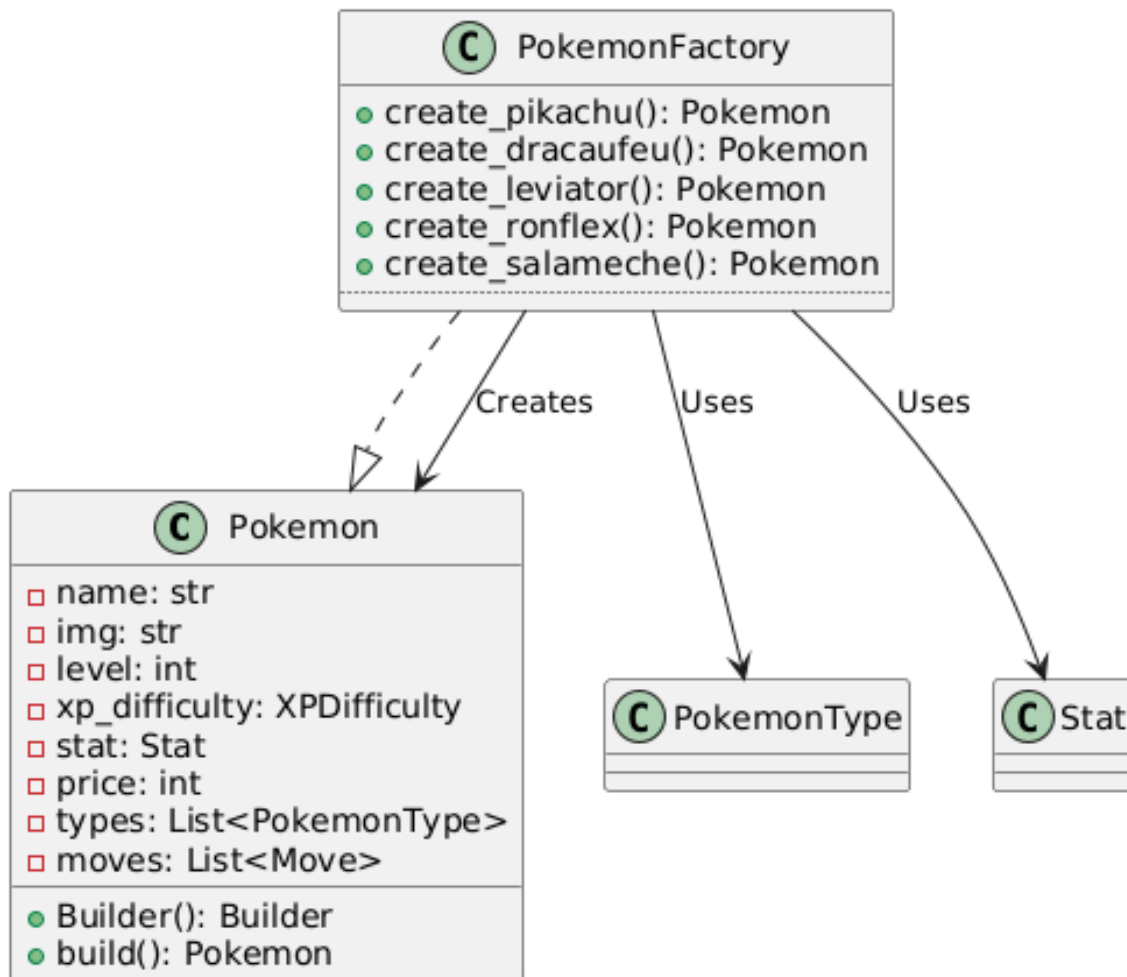 C PokemonFactory
create_pikachu(): Pokemon
create_dracaufeu(): Pokemon
create_leviator(): Pokemon
create_ronflex(): Pokemon
create_salameche(): Pokemon
Creates
Uses
Uses
C Pokemon
name: str
img: str
level: int
xp_difficulty: XPDifficulty
stat: Stat
price: int
types: List<PokemonType>
moves: List<Move>
Builder(): Builder
build(): Pokemon
C PokemonType
C Stat